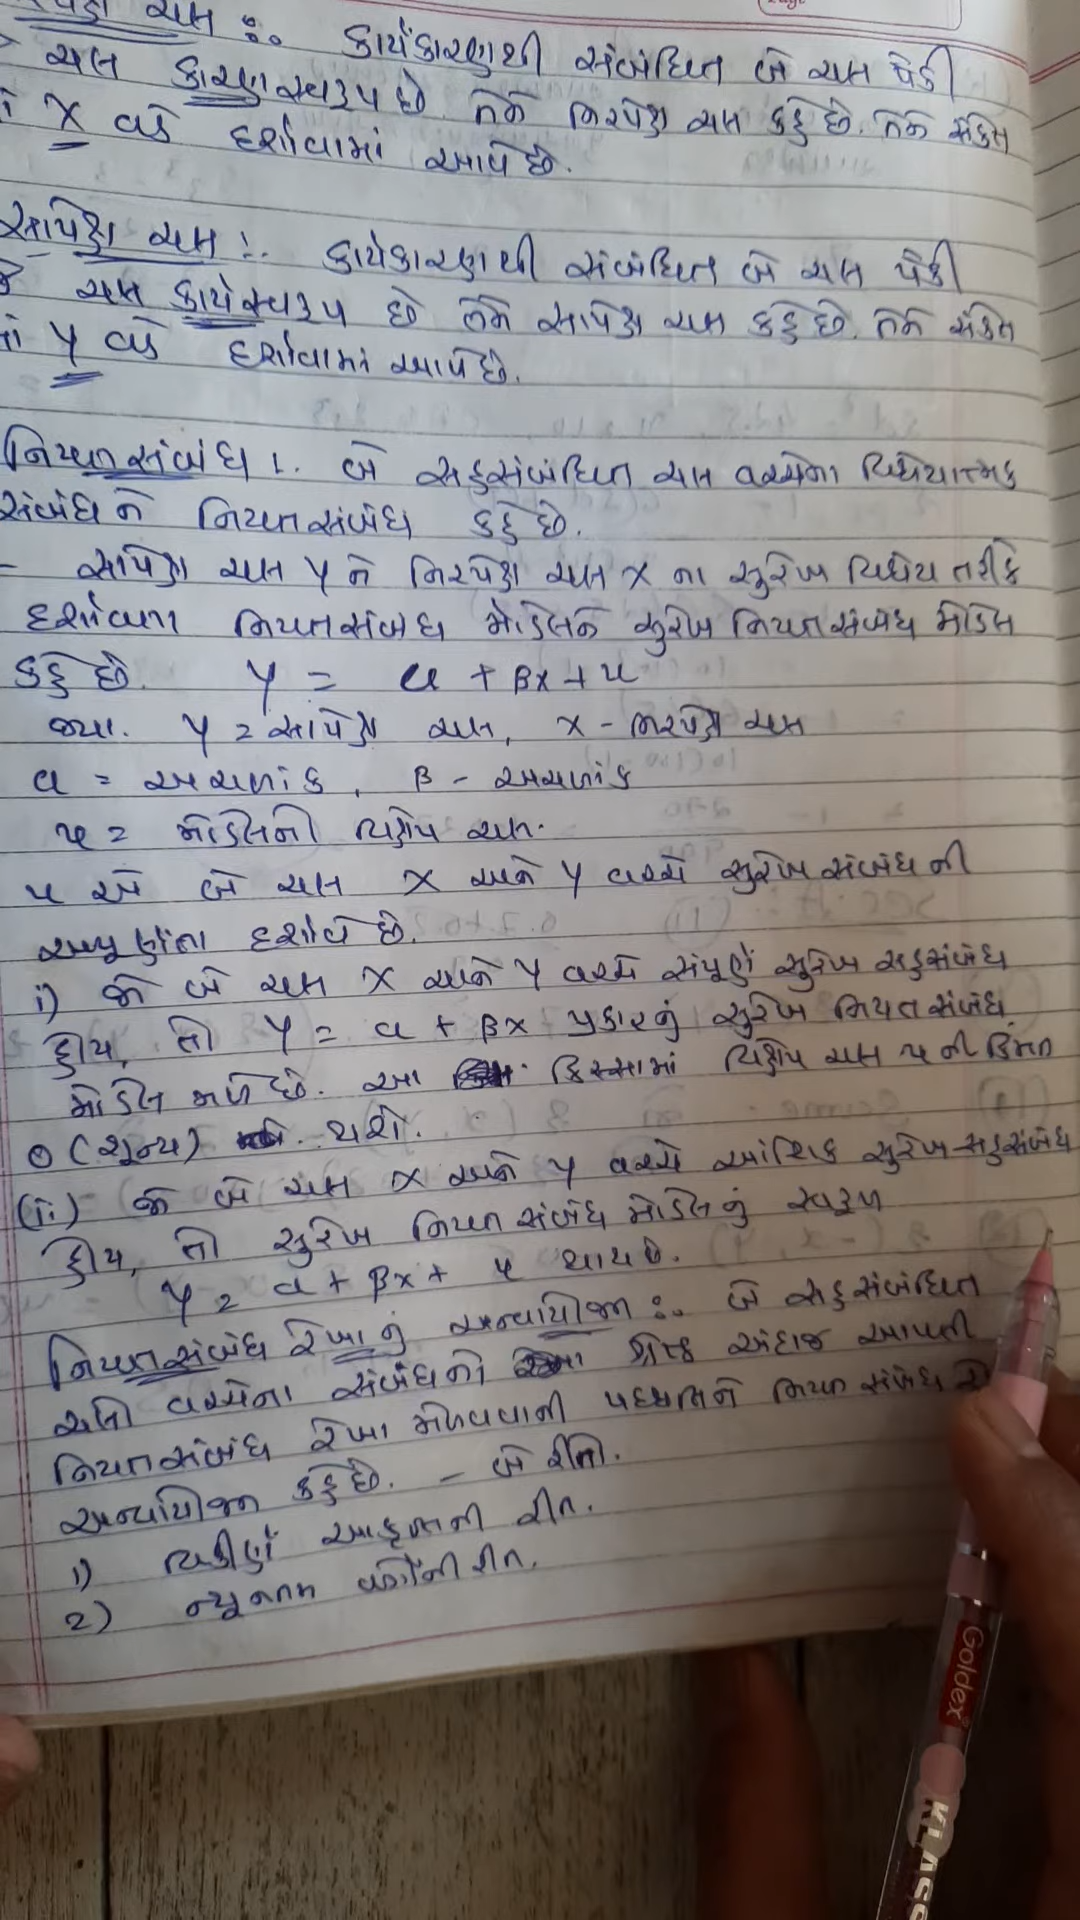 ચલ :- કાર્યકારણથી સંબંધિત બે ચલ પૈકી
ચલ કારણસ્વરૂપ છે તેને નિરપેક્ષ ચલ કહે છે. તેને સંકેત
x વડે દર્શાવવામાં આવે છે.
સાપેક્ષ ચલ :- કાર્યકારણથી સંબંધિત બે ચલ પૈકી
જે ચલ કાર્યસ્વરૂપ છે તેને સાપેક્ષ ચલ કહે છે. તેને સંકેત
માં y વડે દર્શાવવામાં આવે છે.
નિયતસંબંધ :- બે સહસંબંધિત ચલ વચ્ચેના વિધેયાત્મક
સંબંધને નિયતસંબંધ કહે છે.
- સાપેક્ષ ચલ y ને નિરપેક્ષ ચલ x ના સુરેખ વિધેય તરીકે
દર્શાવતા નિયતસંબંધ મોડેલને સુરેખ નિયતસંબંધ મોડેલ
કહે છે. y = α + βx + u
જ્યાં. y = સાપેક્ષ ચલ, x - નિરપેક્ષ ચલ
α = અચળાંક, β - અચળાંક
u = મોડેલનો વિક્ષેપ ચલ.
u એ બે ચલ x અને y વચ્ચે સુરેખ સંબંધ ની
અપૂર્ણતા દર્શાવે છે.
i) જો બે ચલ x અને y વચ્ચે સંપૂર્ણ સુરેખ સહસંબંધ
હોય, તો y = α + βx પ્રકારનું સુરેખ નિયતસંબંધ
મોડેલ મળે છે. આ કિસ્સામાં વિક્ષેપ ચલ u ની કિંમત
0 (શૂન્ય) થશે.
(ii) જો બે ચલ x અને y વચ્ચે આંશિક સુરેખ સહસંબંધ
હોય, તો સુરેખ નિયતસંબંધ મોડેલનું સ્વરૂપ
y = α + βx + u થાય છે.
નિયતસંબંધ રેખાનું અન્વાયોજન :- બે સહસંબંધિત
ચલો વચ્ચેના સંબંધનો શ્રેષ્ઠ અંદાજ આપતી
નિયતસંબંધ રેખા મેળવવાની પદ્ધતિને નિયત સંબંધ
અન્વાયોજન કહે છે. - બે રીતો.
1) વિકીર્ણ આકૃતિની રીત.
2) ન્યૂનતમ વર્ગોની રીત.
Goldex
KLASS